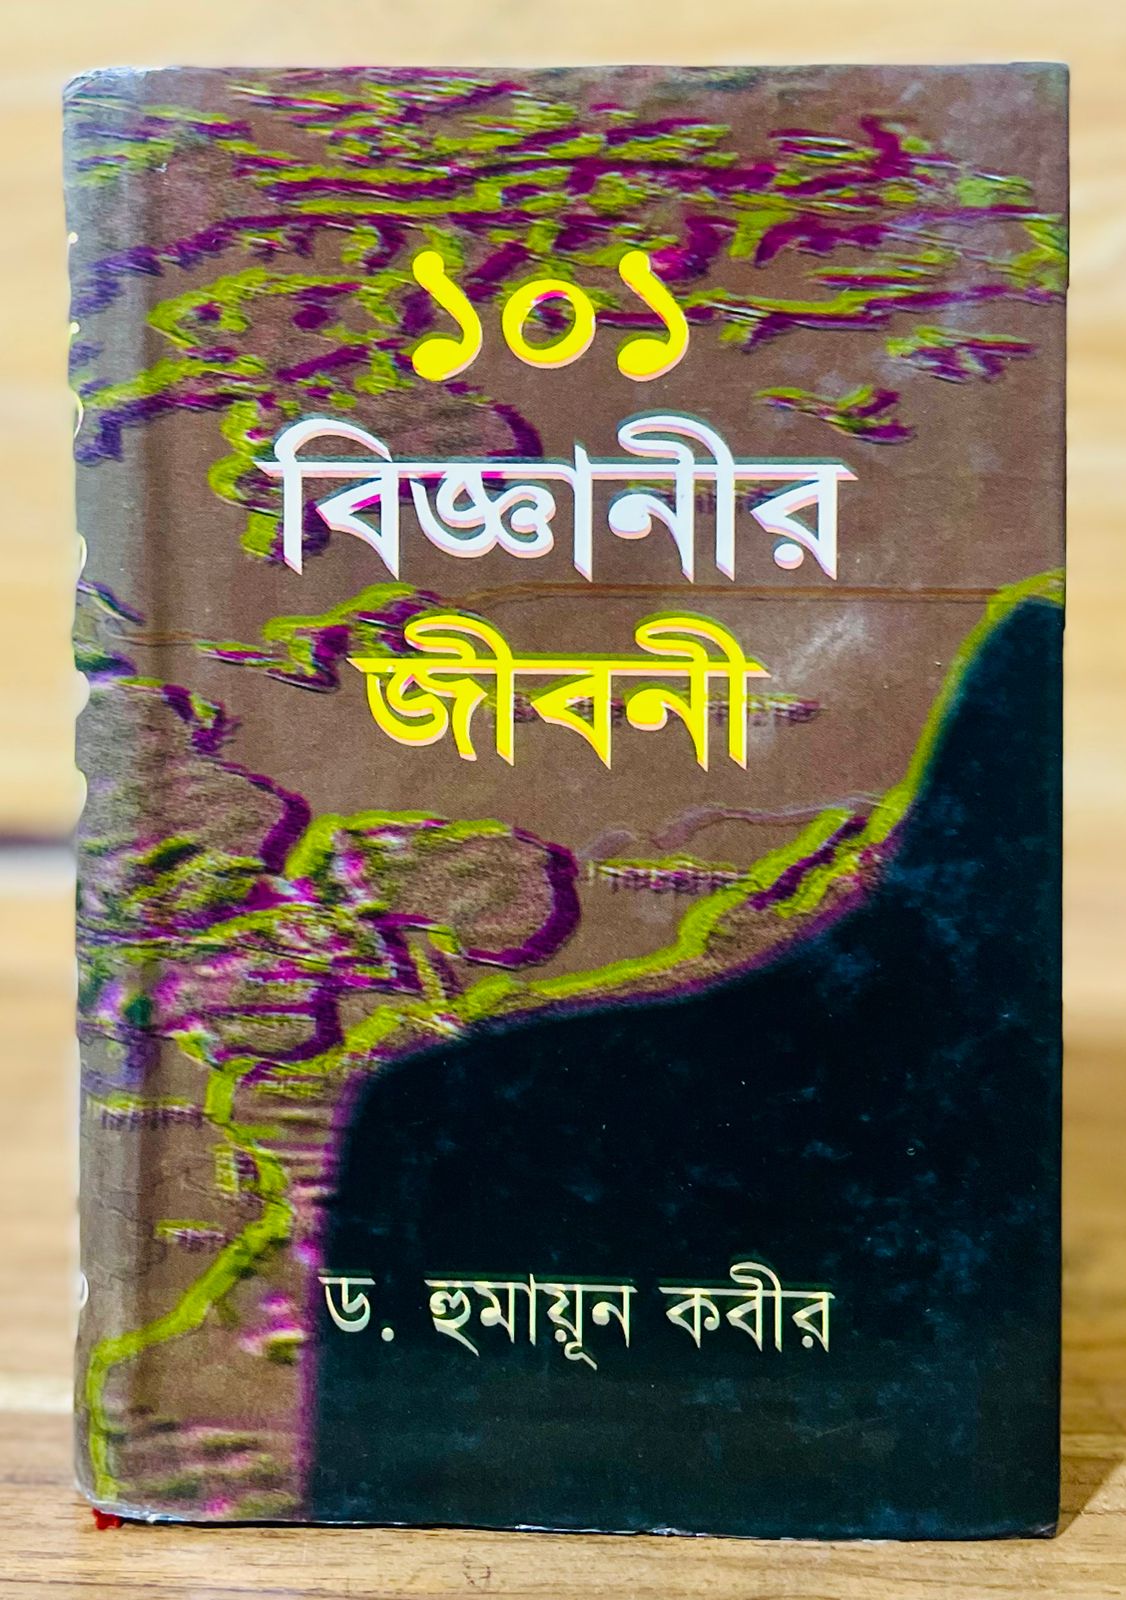 ১০১
বিজ্ঞানীর
জীবনী
ড. হুমায়ূন কবীর